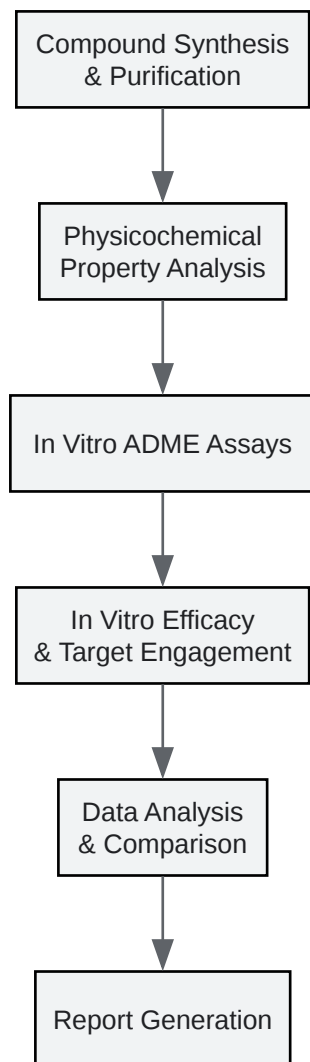 Compound Synthesis
& Purification
Physicochemical
Property Analysis
In Vitro ADME Assays
In Vitro Efficacy
& Target Engagement
Data Analysis
& Comparison
Report Generation